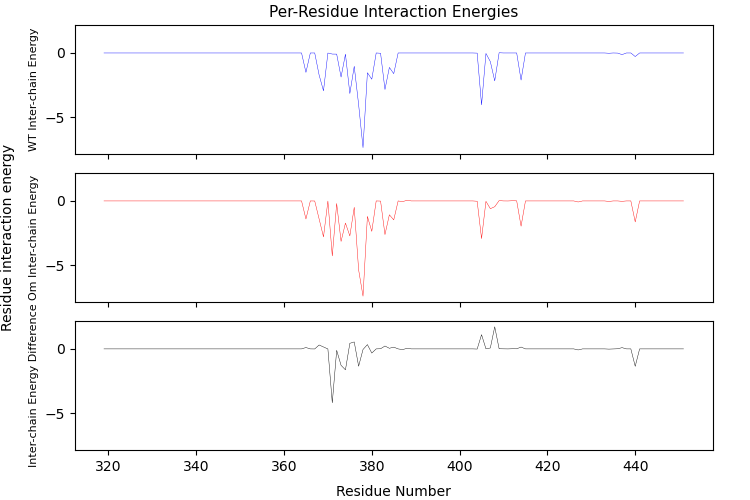 Per-Residue Interaction Energies
Residue interaction energy
WT Inter-chain Energy
0
−5
Om Inter-chain Energy
0
−5
Inter-chain Energy Difference
0
−5
320 340 360 380 400 420 440
Residue Number